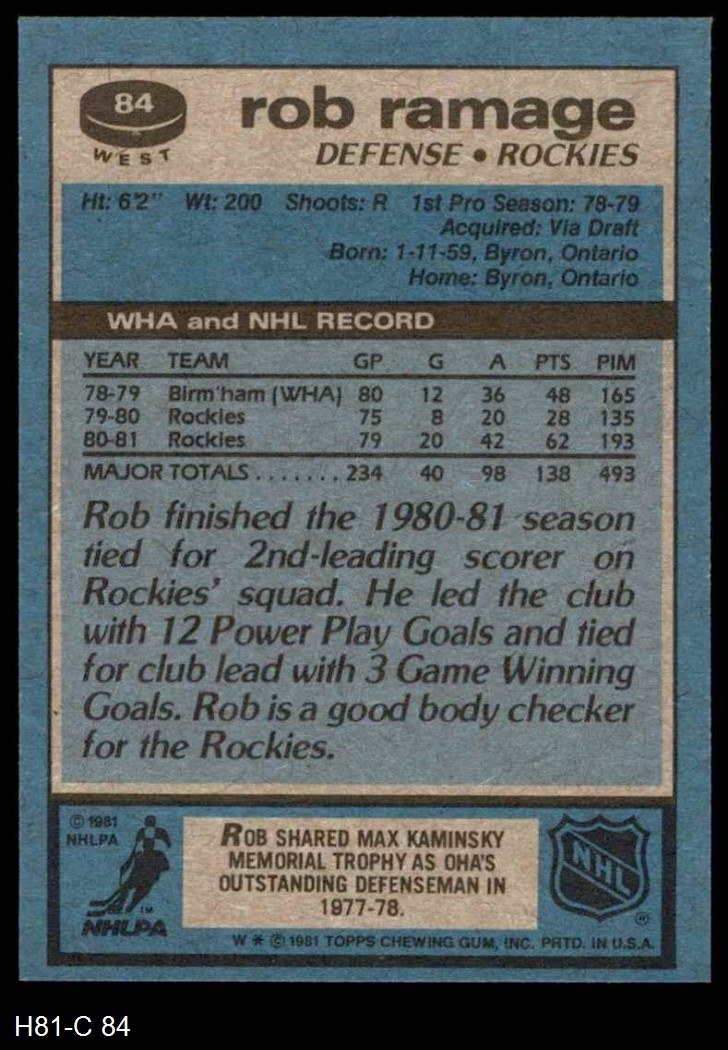 84
WEST
rob ramage
DEFENSE • ROCKIES
Ht: 6'2" Wt: 200 Shoots: R 1st Pro Season: 78-79
Acquired: Via Draft
Born: 1-11-59, Byron, Ontario
Home: Byron, Ontario
WHA and NHL RECORD
YEAR TEAM GP G A PTS PIM
78-79 Birm'ham (WHA) 80 12 36 48 165
79-80 Rockies 75 8 20 28 135
80-81 Rockies 79 20 42 62 193
MAJOR TOTALS.......234 40 98 138 493
Rob finished the 1980-81 season
tied for 2nd-leading scorer on
Rockies' squad. He led the club
with 12 Power Play Goals and tied
for club lead with 3 Game Winning
Goals. Rob is a good body checker
for the Rockies.
© 1981
NHLPA
TM
NHLPA
ROB SHARED MAX KAMINSKY
MEMORIAL TROPHY AS OHA'S
OUTSTANDING DEFENSEMAN IN
1977-78.
NHL
®
W * © 1981 TOPPS CHEWING GUM, INC. PRTD. IN U.S.A.
H81-C 84